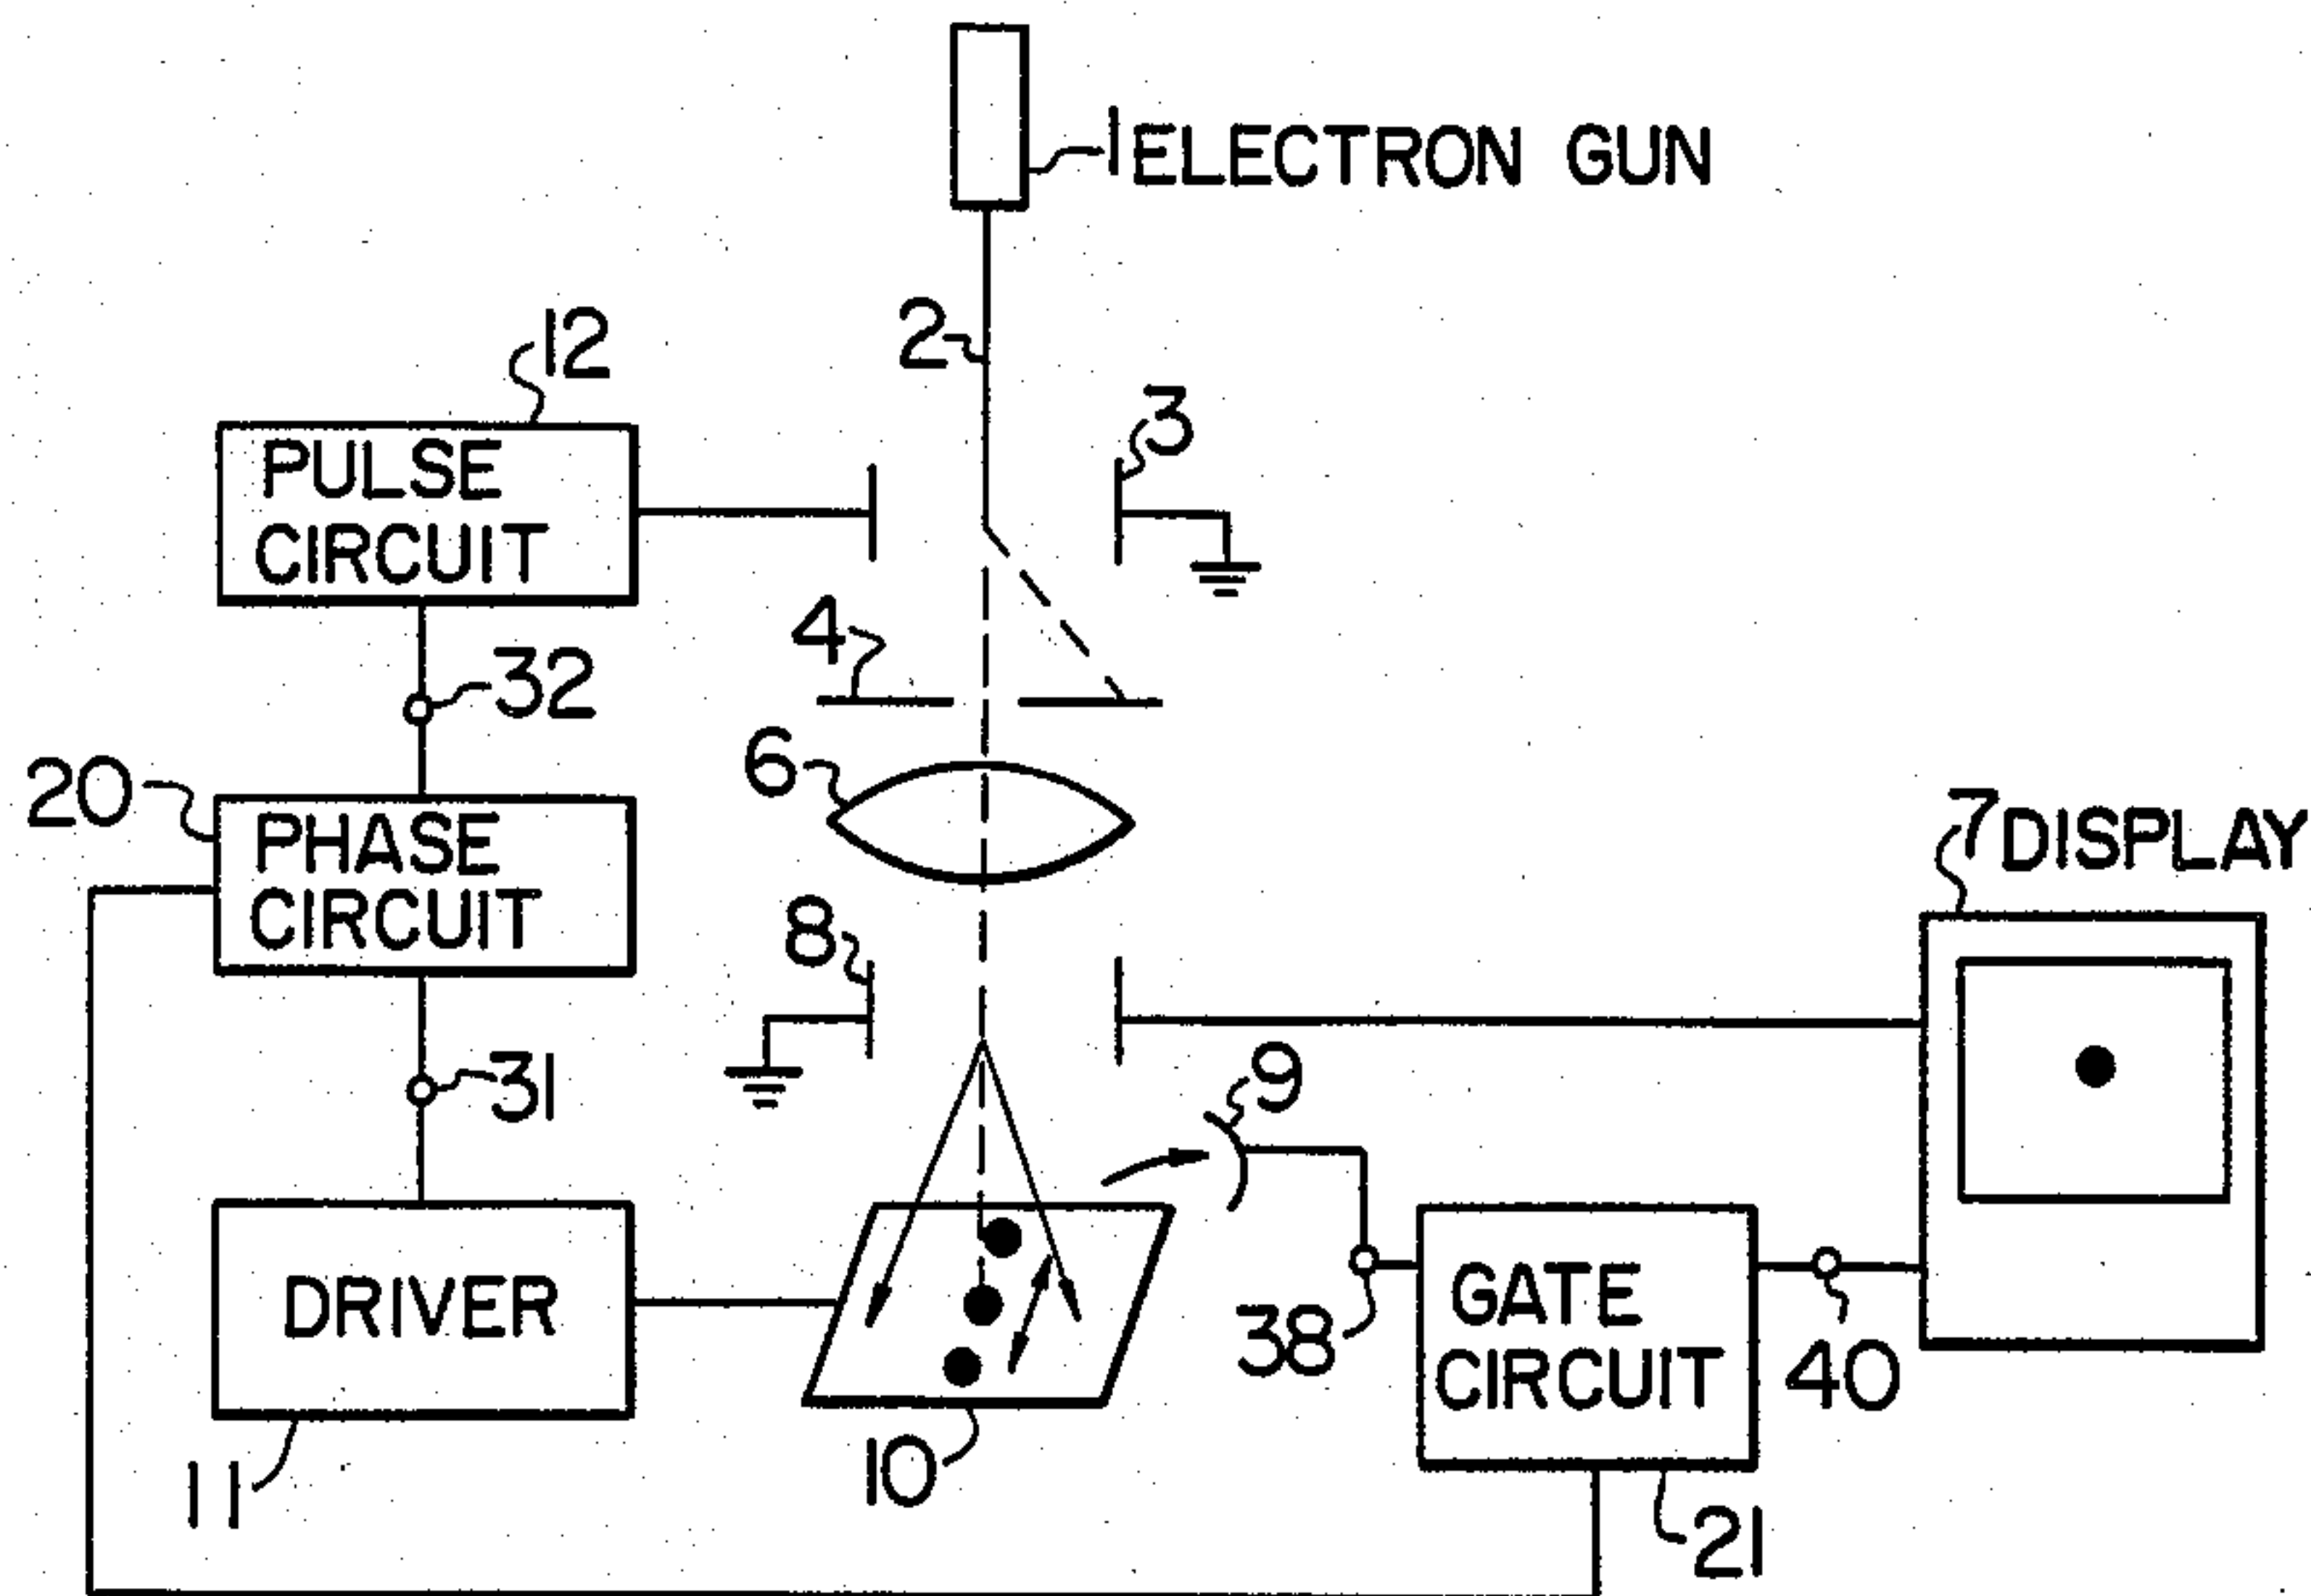 1 ELECTRON GUN
2
12
3
PULSE
CIRCUIT
4
32
6
20
7 DISPLAY
PHASE
CIRCUIT
8
31
9
DRIVER
GATE
CIRCUIT
38
40
11
10
21